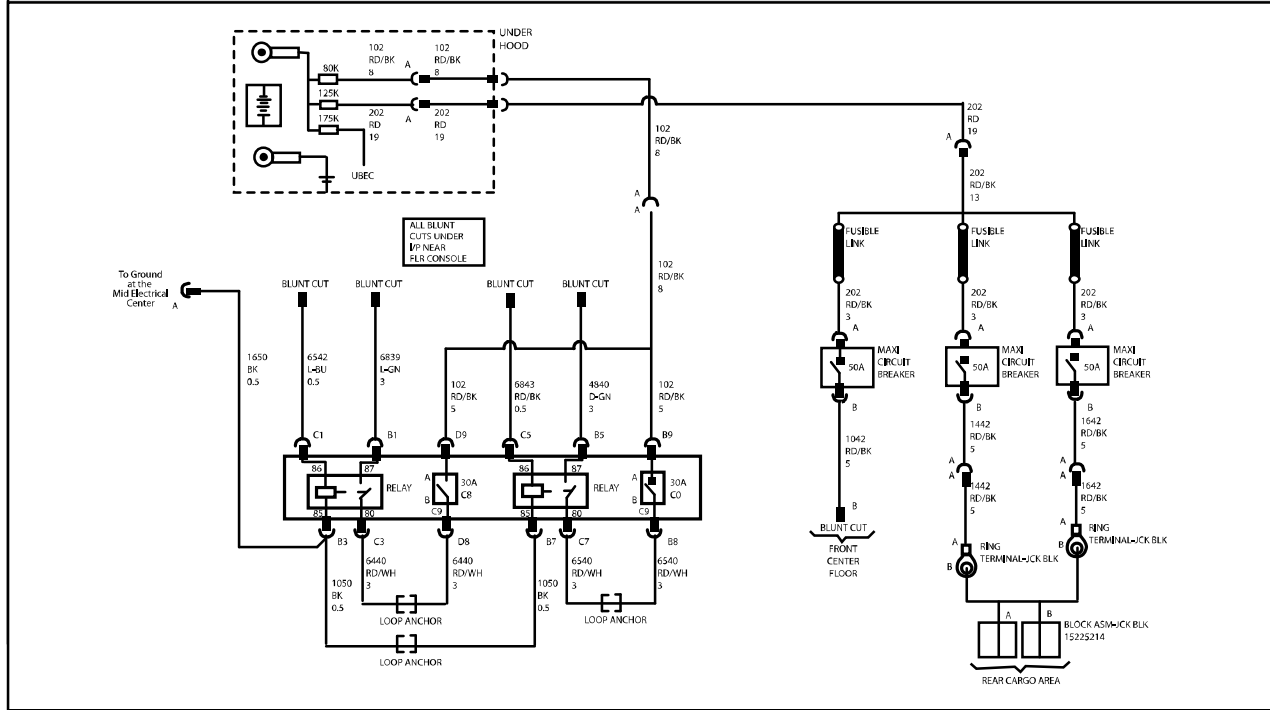 UNDER
HOOD
102
RD/BK
8
A
102
RD/BK
8
80K
125K
175K
202
RD
19
A
202
RD
19
UBEC
102
RD/BK
8
A
A
202
RD
19
A
202
RD/BK
13
ALL BLUNT
CUTS UNDER
I/P NEAR
FLR CONSOLE
102
RD/BK
8
FUSIBLE
LINK
FUSIBLE
LINK
FUSIBLE
LINK
To Ground
at the
Mid Electrical
Center
A
BLUNT CUT
BLUNT CUT
BLUNT CUT
BLUNT CUT
202
RD/BK
3
A
202
RD/BK
3
A
202
RD/BK
3
A
50A
MAXI
CIRCUIT
BREAKER
50A
MAXI
CIRCUIT
BREAKER
50A
MAXI
CIRCUIT
BREAKER
B
B
B
1650
BK
0.5
6542
L-BU
0.5
6839
L-GN
3
102
RD/BK
5
6843
RD/BK
0.5
4840
D-GN
3
102
RD/BK
5
1042
RD/BK
5
1442
RD/BK
5
1642
RD/BK
5
C1
B1
D9
C5
B5
B9
86
87
RELAY
A
B
30A
C8
C9
85
80
86
87
RELAY
A
B
30A
C0
C9
85
80
B3
C3
D8
B7
C7
B8
1050
BK
0.5
6440
RD/WH
3
6440
RD/WH
3
1050
BK
0.5
6540
RD/WH
3
6540
RD/WH
3
LOOP ANCHOR
LOOP ANCHOR
LOOP ANCHOR
A
A
1442
RD/BK
5
A
A
1642
RD/BK
5
B
BLUNT CUT
FRONT
CENTER
FLOOR
A
B
RING
TERMINAL-JCK BLK
A
B
RING
TERMINAL-JCK BLK
A
B
BLOCK ASM-JCK BLK
15225214
REAR CARGO AREA